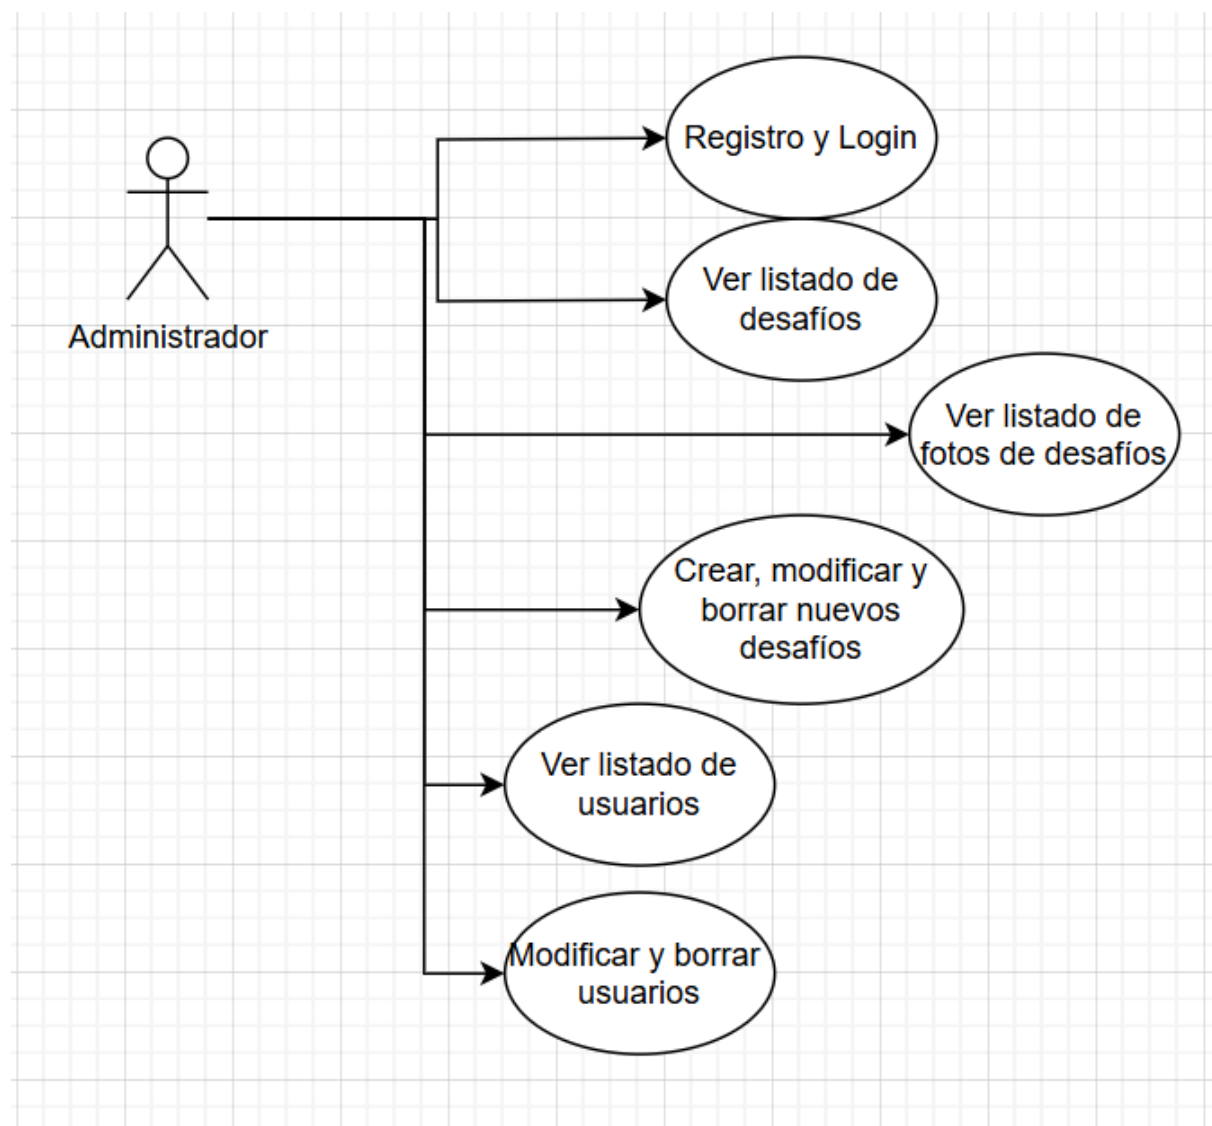 Administrador
Registro y Login
Ver listado de
desafíos
Ver listado de
fotos de desafíos
Crear, modificar y
borrar nuevos
desafíos
Ver listado de
usuarios
Modificar y borrar
usuarios